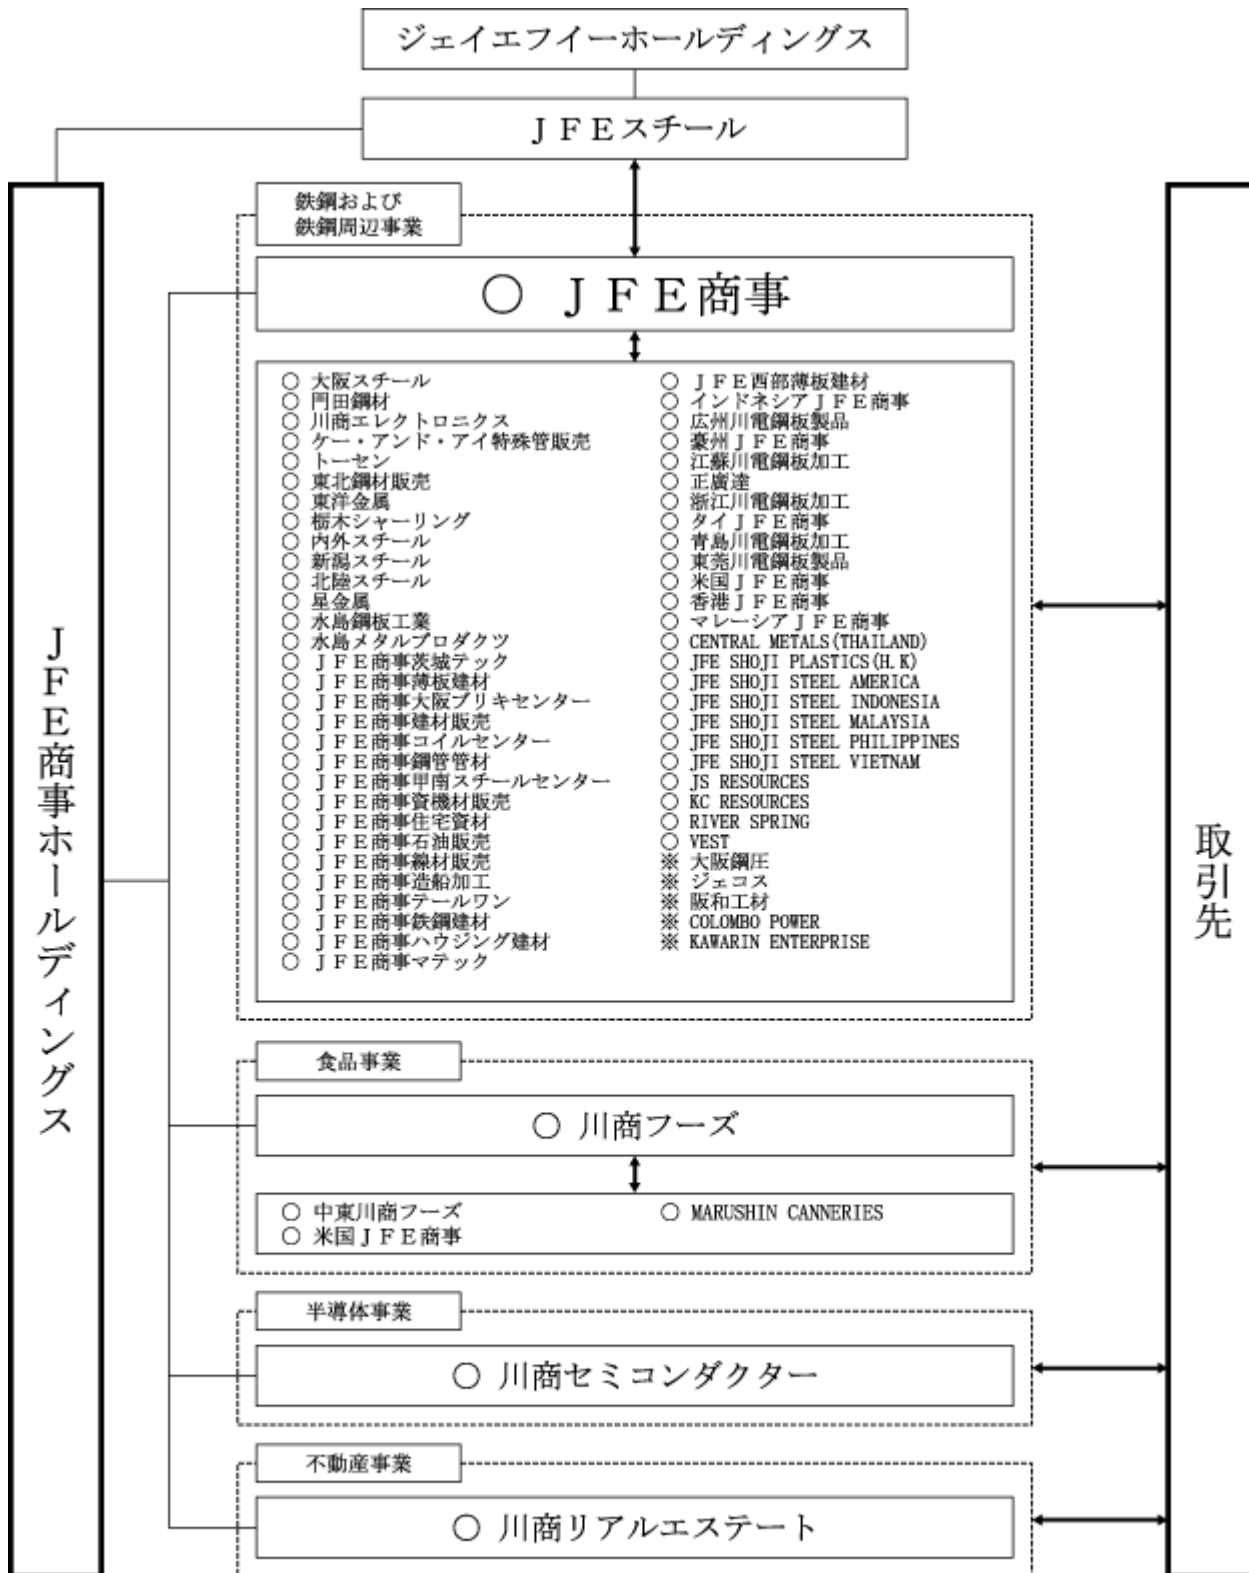 ジェイエフイーホールディングス
ＪＦＥスチール
ＪＦＥ商事ホールディングス
鉄鋼および
鉄鋼周辺事業
○ ＪＦＥ商事
○ 大阪スチール
○ 門田鋼材
○ 川商エレクトロニクス
○ ケー・アンド・アイ特殊管販売
○ トーセン
○ 東北鋼材販売
○ 東洋金属
○ 栃木シャーリング
○ 内外スチール
○ 新潟スチール
○ 北陸スチール
○ 星金属
○ 水島鋼板工業
○ 水島メタルプロダクツ
○ ＪＦＥ商事茨城テック
○ ＪＦＥ商事薄板建材
○ ＪＦＥ商事大阪ブリキセンター
○ ＪＦＥ商事建材販売
○ ＪＦＥ商事コイルセンター
○ ＪＦＥ商事鋼管管材
○ ＪＦＥ商事甲南スチールセンター
○ ＪＦＥ商事資機材販売
○ ＪＦＥ商事住宅資材
○ ＪＦＥ商事石油販売
○ ＪＦＥ商事線材販売
○ ＪＦＥ商事造船加工
○ ＪＦＥ商事テールワン
○ ＪＦＥ商事鉄鋼建材
○ ＪＦＥ商事ハウジング建材
○ ＪＦＥ商事マテック
○ ＪＦＥ西部薄板建材
○ インドネシアＪＦＥ商事
○ 広州川電鋼板製品
○ 豪州ＪＦＥ商事
○ 江蘇川電鋼板加工
○ 正廣達
○ 浙江川電鋼板加工
○ タイＪＦＥ商事
○ 青島川電鋼板加工
○ 東莞川電鋼板製品
○ 米国ＪＦＥ商事
○ 香港ＪＦＥ商事
○ マレーシアＪＦＥ商事
○ CENTRAL METALS(THAILAND)
○ JFE SHOJI PLASTICS(H.K)
○ JFE SHOJI STEEL AMERICA
○ JFE SHOJI STEEL INDONESIA
○ JFE SHOJI STEEL MALAYSIA
○ JFE SHOJI STEEL PHILIPPINES
○ JFE SHOJI STEEL VIETNAM
○ JS RESOURCES
○ KC RESOURCES
○ RIVER SPRING
○ VEST
※ 大阪鋼圧
※ ジェコス
※ 阪和工材
※ COLOMBO POWER
※ KAWARIN ENTERPRISE
食品事業
○ 川商フーズ
○ 中東川商フーズ
○ 米国ＪＦＥ商事
○ MARUSHIN CANNERIES
半導体事業
○ 川商セミコンダクター
不動産事業
○ 川商リアルエステート
取引先